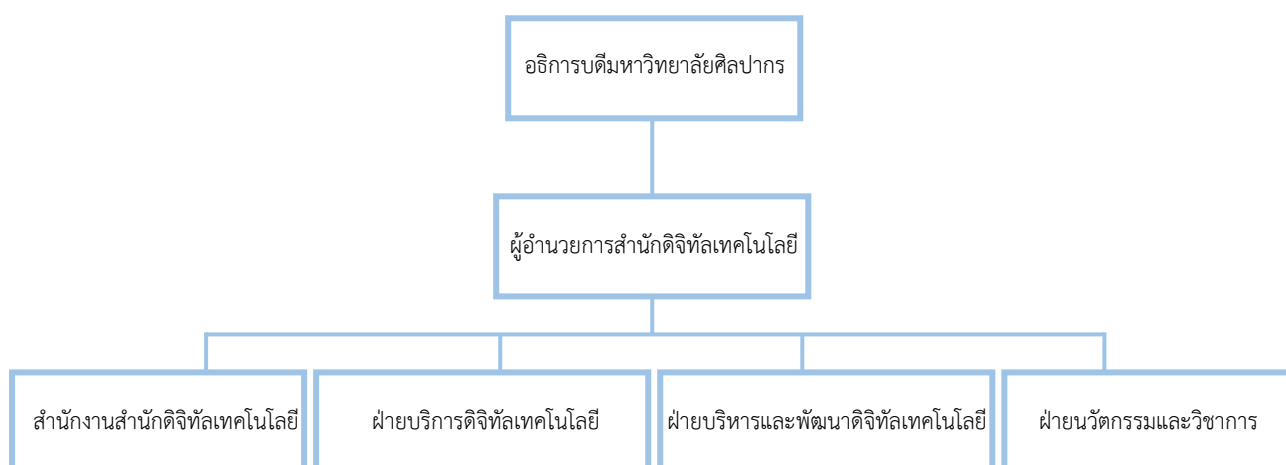 อธิการบดีมหาวิทยาลัยศิลปากร
ผู้อำนวยการสำนักดิจิทัลเทคโนโลยี
สำนักงานสำนักดิจิทัลเทคโนโลยี
ฝ่ายบริการดิจิทัลเทคโนโลยี
ฝ่ายบริหารและพัฒนาดิจิทัลเทคโนโลยี
ฝ่ายนวัตกรรมและวิชาการ